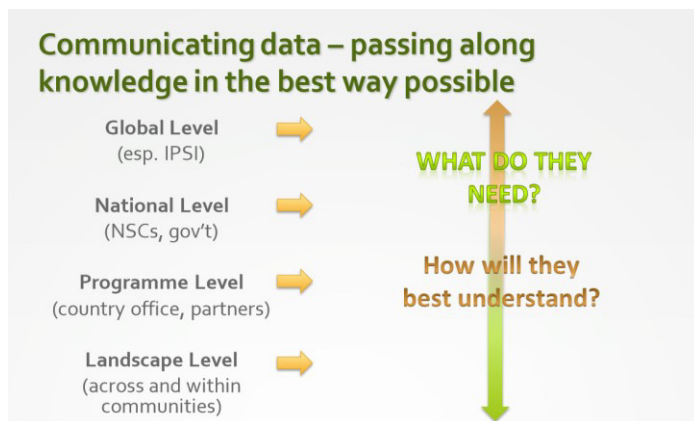 Communicating data – passing along
knowledge in the best way possible
Global Level
(esp. IPSI)
National Level
(NSCs, gov't)
Programme Level
(country office, partners)
Landscape Level
(across and within
communities)
WHAT DO THEY
NEED?
How will they
best understand?